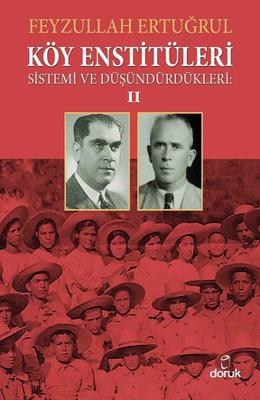 FEYZULLAH ERTUĞRUL
KÖY ENSTİTÜLERİ
SİSTEMİ VE DÜŞÜNDÜRDÜKLERİ:
II
doruk